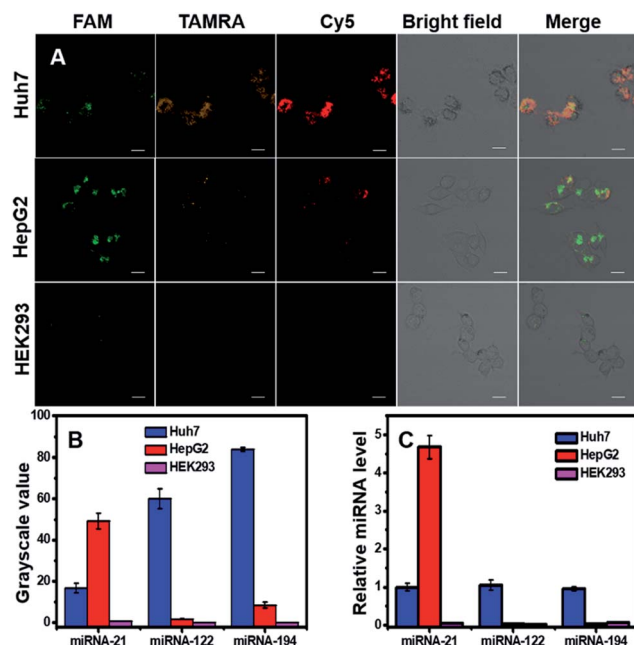 FAM TAMRA Cy5 Bright field Merge
A
Huh7
HepG2
HEK293
B
Huh7
HepG2
HEK293
Grayscale value
100
80
60
40
20
0
miRNA-21 miRNA-122 miRNA-194
C
Huh7
HepG2
HEK293
Relative miRNA level
5
4
3
2
1
0
miRNA-21 miRNA-122 miRNA-194